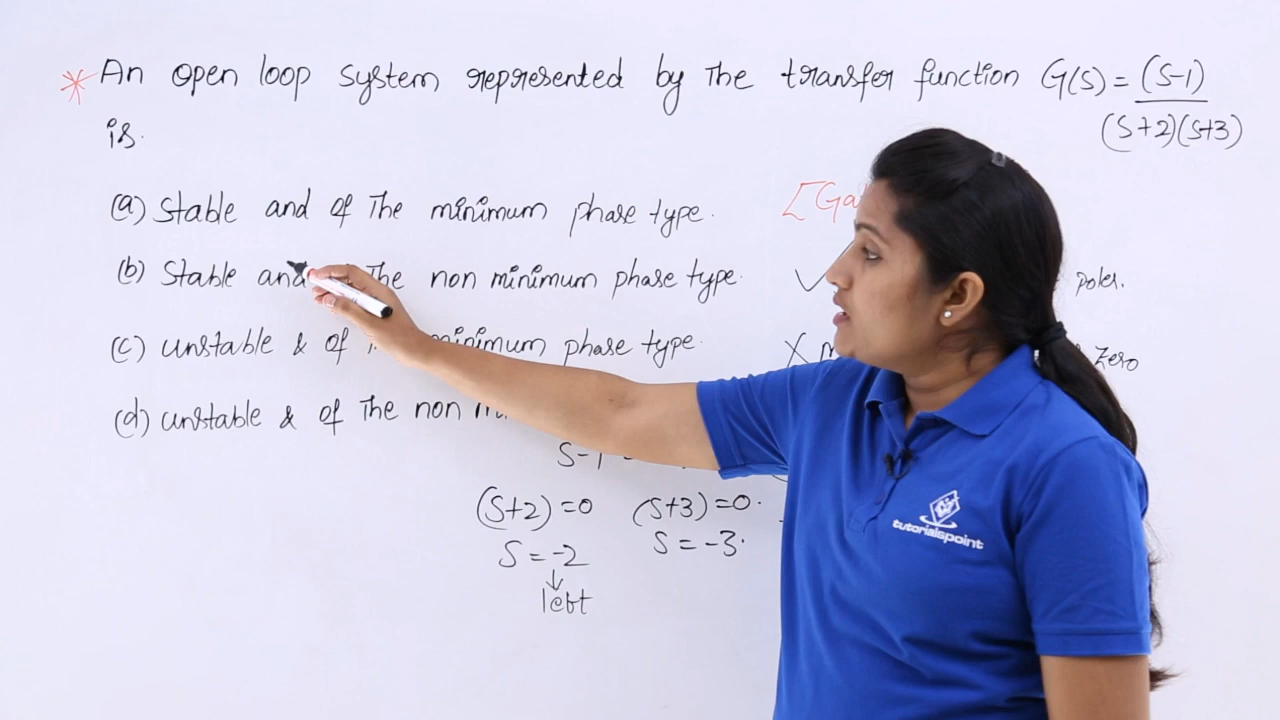 * An open loop system represented by The transfer function G(S) = (S-1)
(S+2)(S+3)
is.
(a) Stable and of The minimum phase type.
[Ga
(b) Stable and The non minimum phase type.
✓ poles.
(c) unstable & of minimum phase type.
X Zero
(d) unstable & of The non
S-1
(S+2)=0 (S+3)=0.
S = -2 S = -3.
↓
left
tutorialspoint